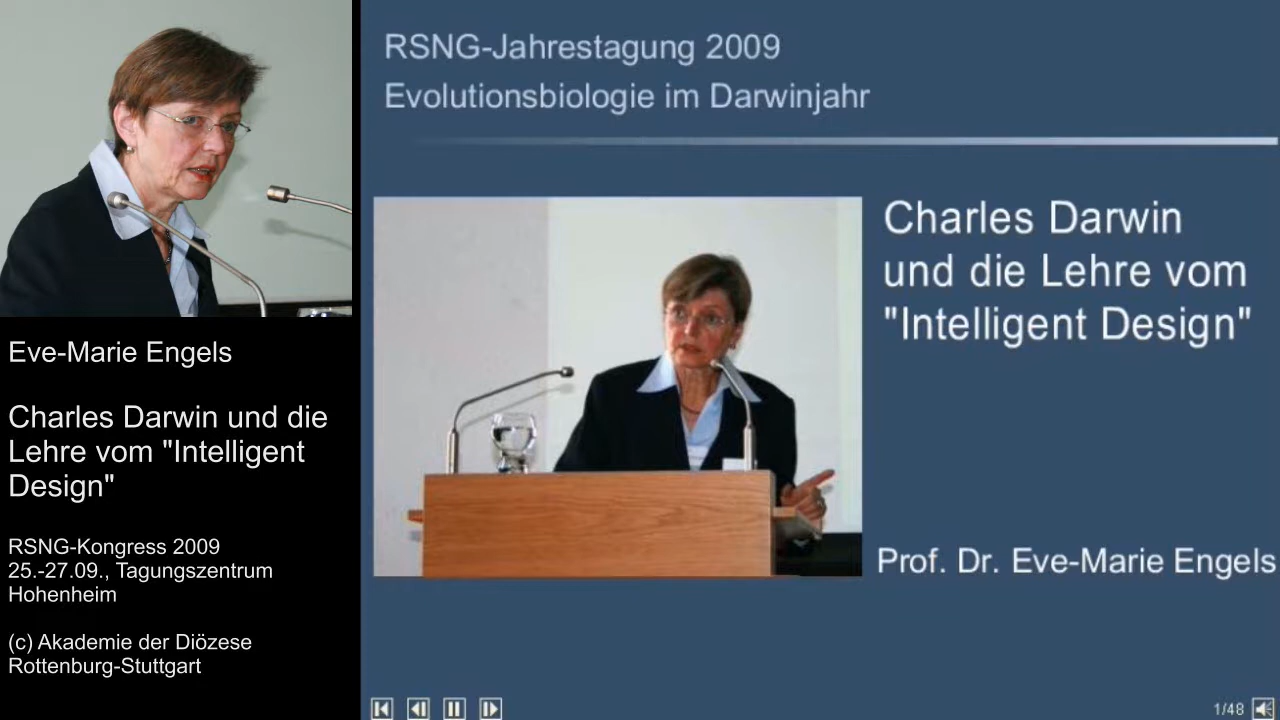 Eve-Marie Engels
Charles Darwin und die
Lehre vom "Intelligent
Design"
RSNG-Kongress 2009
25.-27.09., Tagungszentrum
Hohenheim
(c) Akademie der Diözese
Rottenburg-Stuttgart
RSNG-Jahrestagung 2009
Evolutionsbiologie im Darwinjahr
Charles Darwin
und die Lehre vom
"Intelligent Design"
Prof. Dr. Eve-Marie Engels
1/48